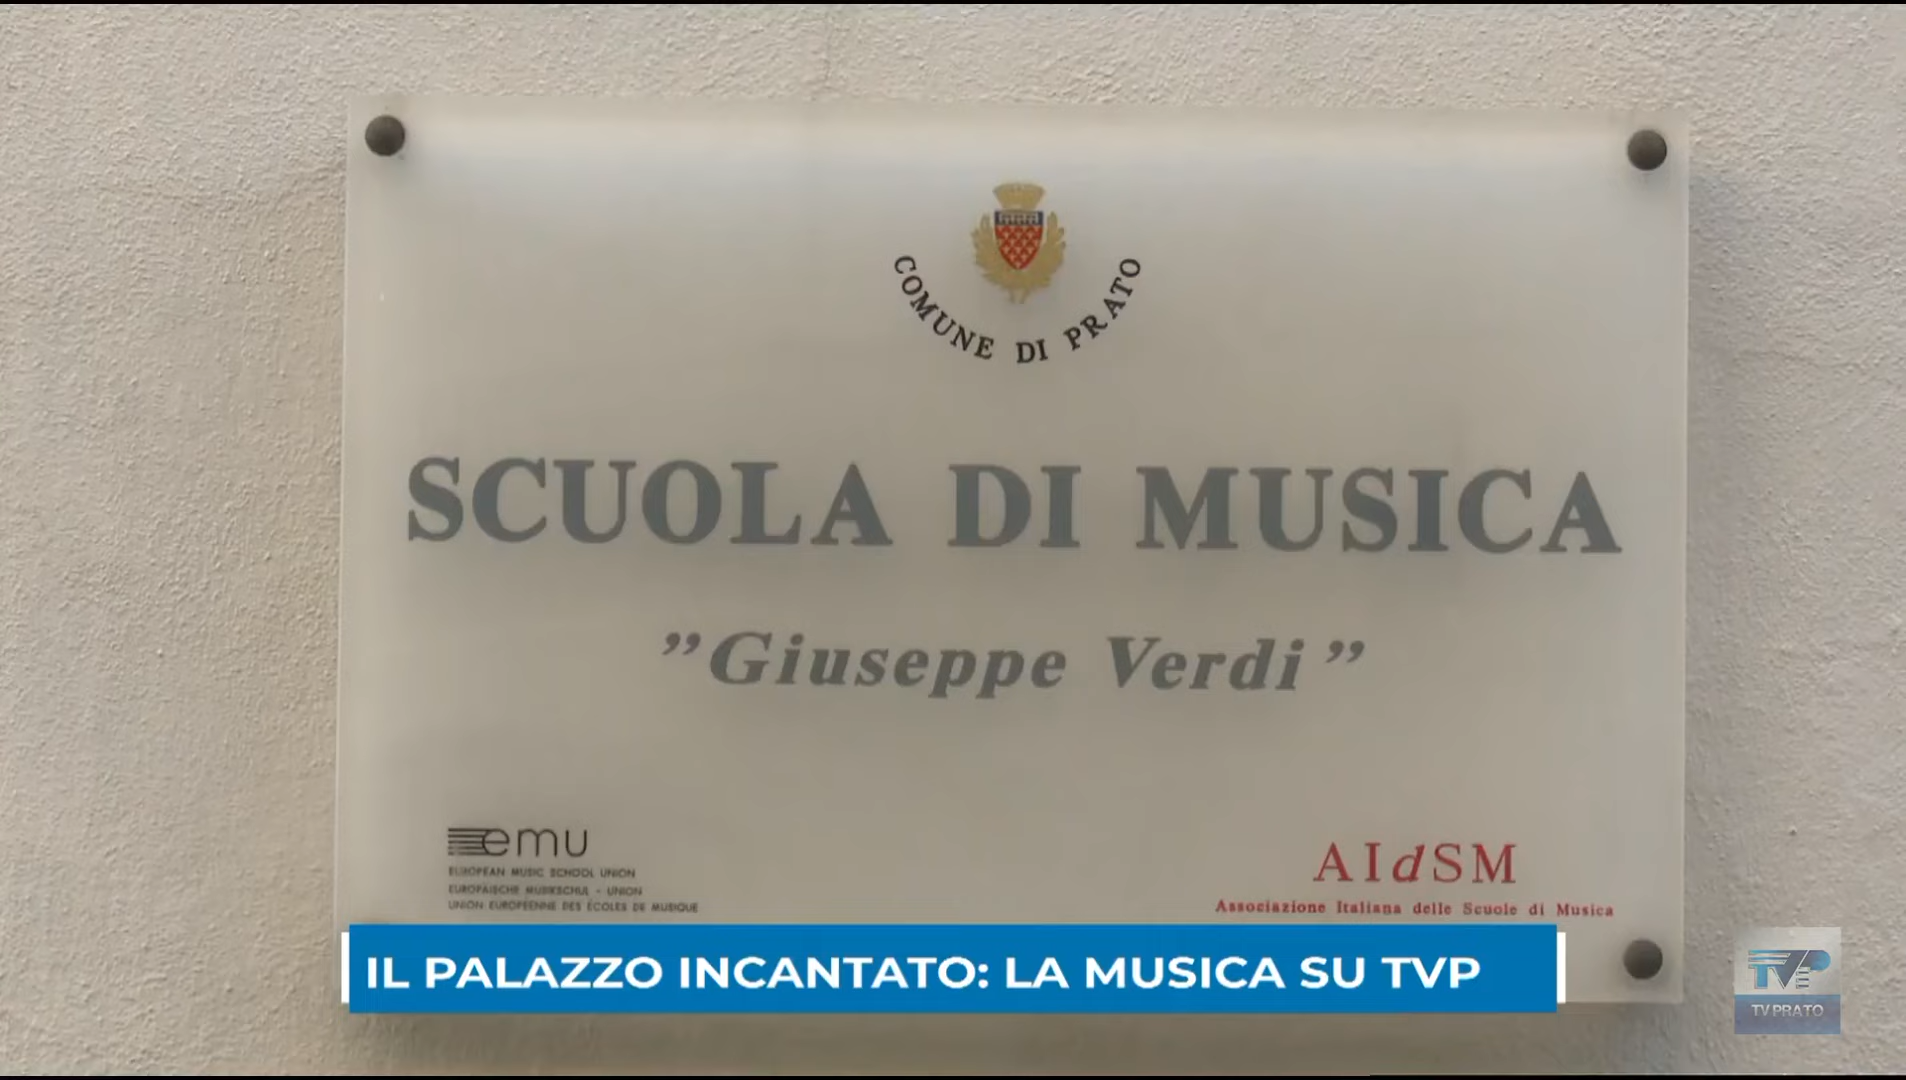 COMUNE DI PRATO
SCUOLA DI MUSICA
"Giuseppe Verdi"
emu
EUROPEAN MUSIC SCHOOL UNION
EUROPÄISCHE MUSIKSCHUL - UNION
UNION EUROPÉENNE DES ÉCOLES DE MUSIQUE
AIdSM
Associazione Italiana delle Scuole di Musica
IL PALAZZO INCANTATO: LA MUSICA SU TVP
TVP
TV PRATO